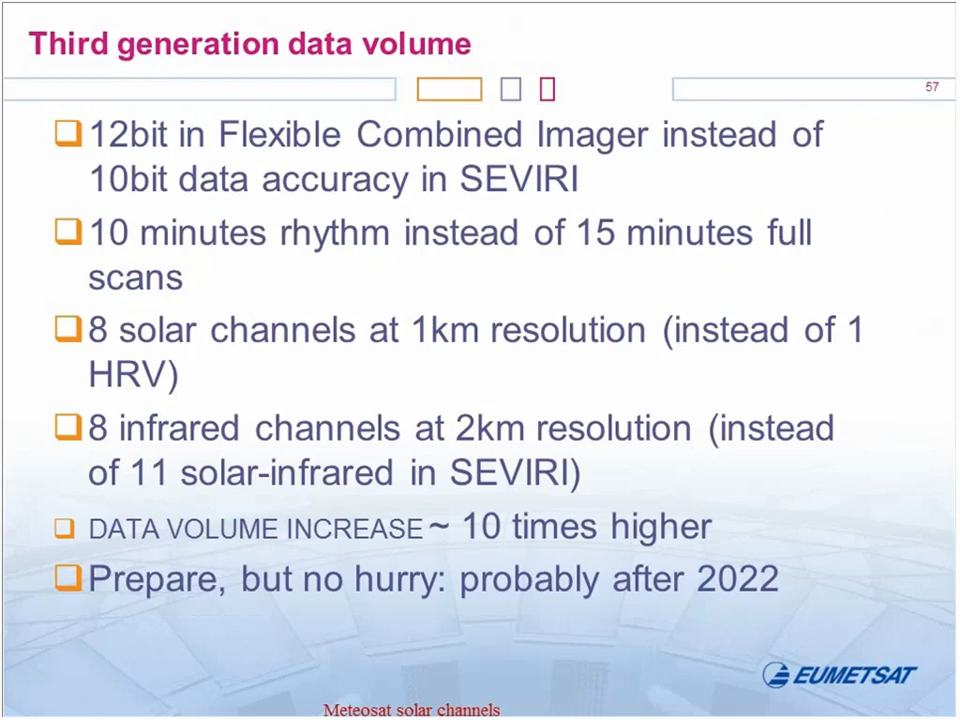 Third generation data volume
57
12bit in Flexible Combined Imager instead of
10bit data accuracy in SEVIRI
10 minutes rhythm instead of 15 minutes full
scans
8 solar channels at 1km resolution (instead of 1
HRV)
8 infrared channels at 2km resolution (instead
of 11 solar-infrared in SEVIRI)
DATA VOLUME INCREASE ~ 10 times higher
Prepare, but no hurry: probably after 2022
EUMETSAT
Meteosat solar channels